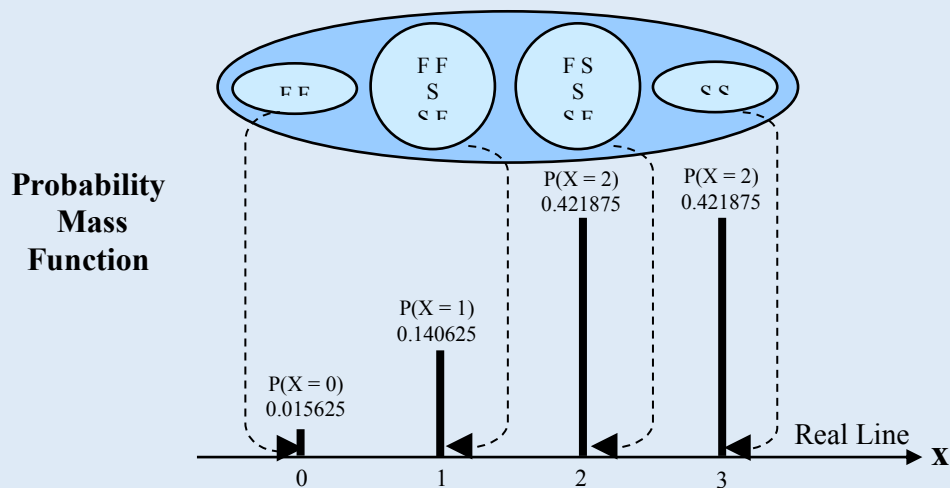 F F
F F
S
S F
F S
S
S F
S S
Probability
Mass
Function
P(X = 2)
0.421875
P(X = 2)
0.421875
P(X = 1)
0.140625
P(X = 0)
0.015625
Real Line
x
0
1
2
3